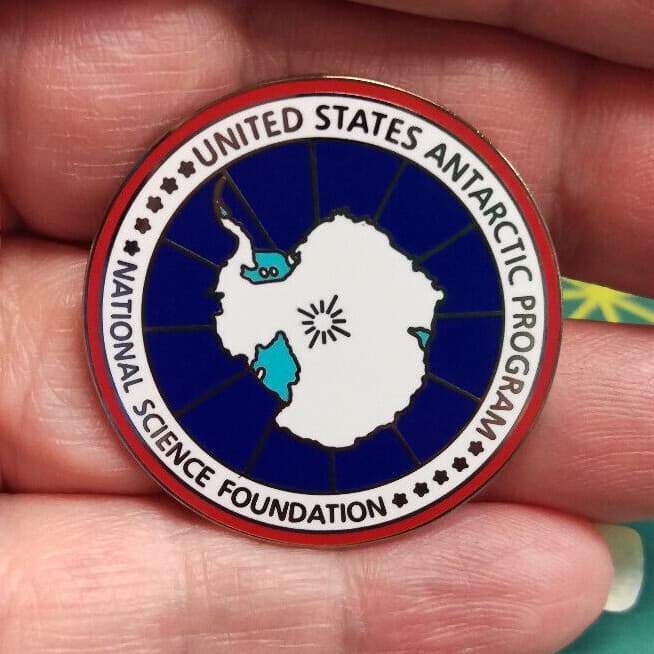 UNITED STATES ANTARCTIC PROGRAM
NATIONAL SCIENCE FOUNDATION